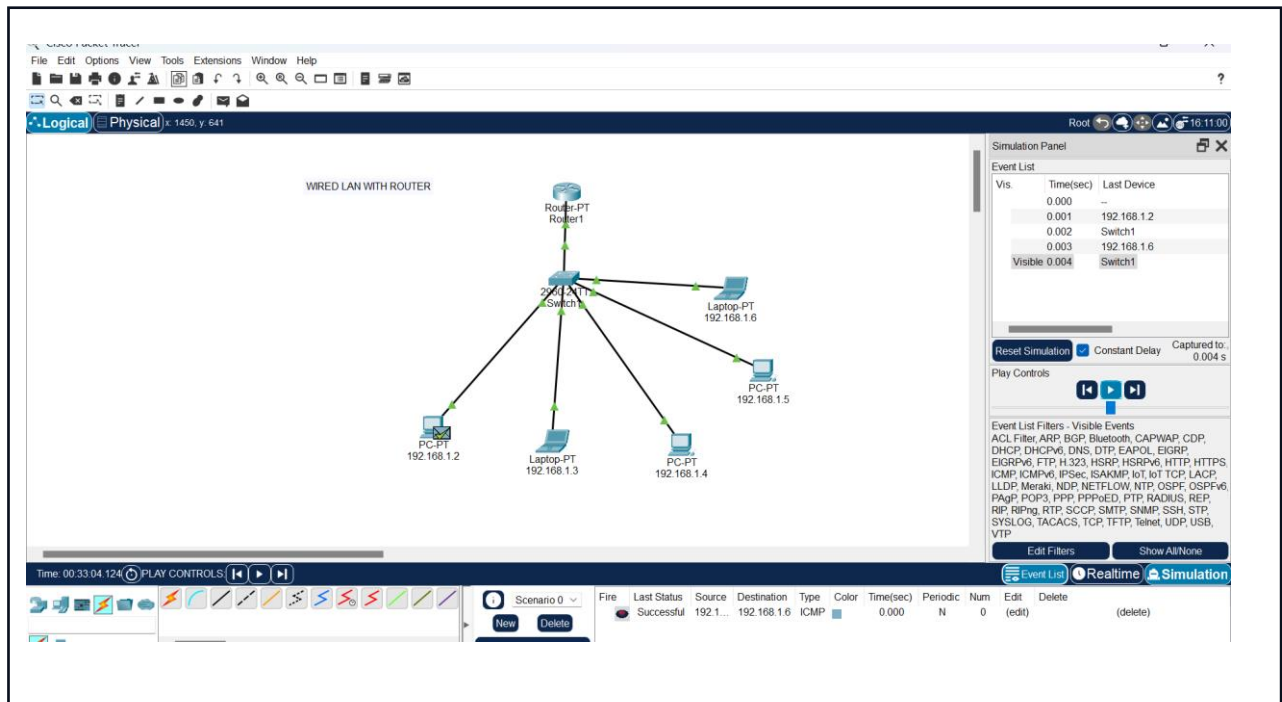 Cisco Packet Tracer
File Edit Options View Tools Extensions Window Help
?
Logical Physical x: 1450, y: 641
Root 16:11:00
WIRED LAN WITH ROUTER
Router-PT
Router1
2960-24TT
Switch1
Laptop-PT
192.168.1.6
PC-PT
192.168.1.5
PC-PT
192.168.1.2
Laptop-PT
192.168.1.3
PC-PT
192.168.1.4
Simulation Panel
Event List
Vis. Time(sec) Last Device
0.000 --
0.001 192.168.1.2
0.002 Switch1
0.003 192.168.1.6
Visible 0.004 Switch1
Reset Simulation Constant Delay Captured to:
0.004 s
Play Controls
Event List Filters - Visible Events
ACL Filter, ARP, BGP, Bluetooth, CAPWAP, CDP,
DHCP, DHCPv6, DNS, DTP, EAPOL, EIGRP,
EIGRPv6, FTP, H.323, HSRP, HSRPv6, HTTP, HTTPS,
ICMP, ICMPv6, IPSec, ISAKMP, IoT, IoT TCP, LACP,
LLDP, Meraki, NDP, NETFLOW, NTP, OSPF, OSPFv6,
PAgP, POP3, PPP, PPPoED, PTP, RADIUS, REP,
RIP, RIPng, RTP, SCCP, SMTP, SNMP, SSH, STP,
SYSLOG, TACACS, TCP, TFTP, Telnet, UDP, USB,
VTP
Edit Filters Show All/None
Time: 00:33:04.124 PLAY CONTROLS:
Event List Realtime Simulation
Scenario 0
New Delete
Fire Last Status Source Destination Type Color Time(sec) Periodic Num Edit Delete
Successful 192.1... 192.168.1.6 ICMP 0.000 N 0 (edit) (delete)